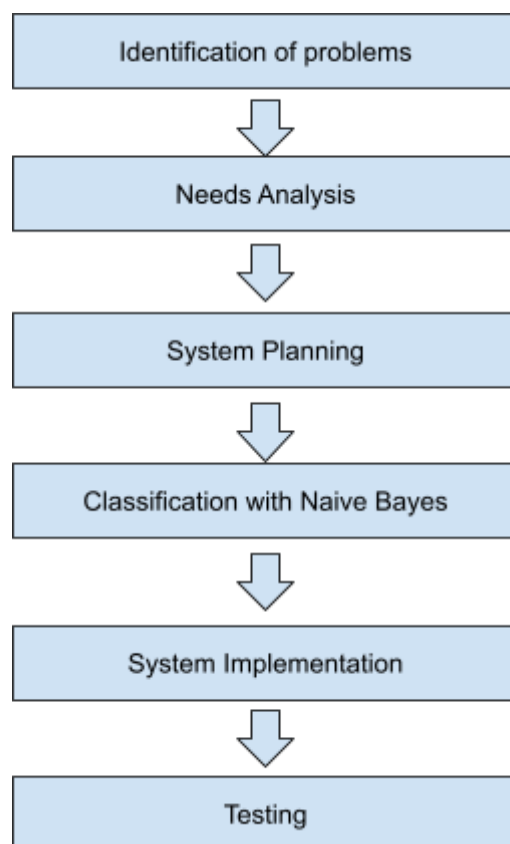 Identification of problems
Needs Analysis
System Planning
Classification with Naive Bayes
System Implementation
Testing